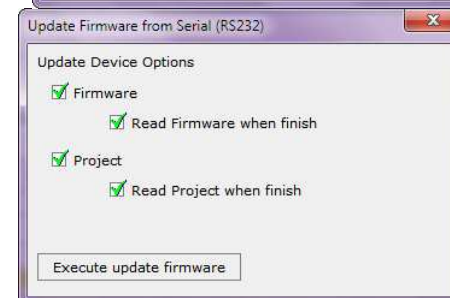 Update Firmware from Serial (RS232)
Update Device Options
Firmware
Read Firmware when finish
Project
Read Project when finish
Execute update firmware